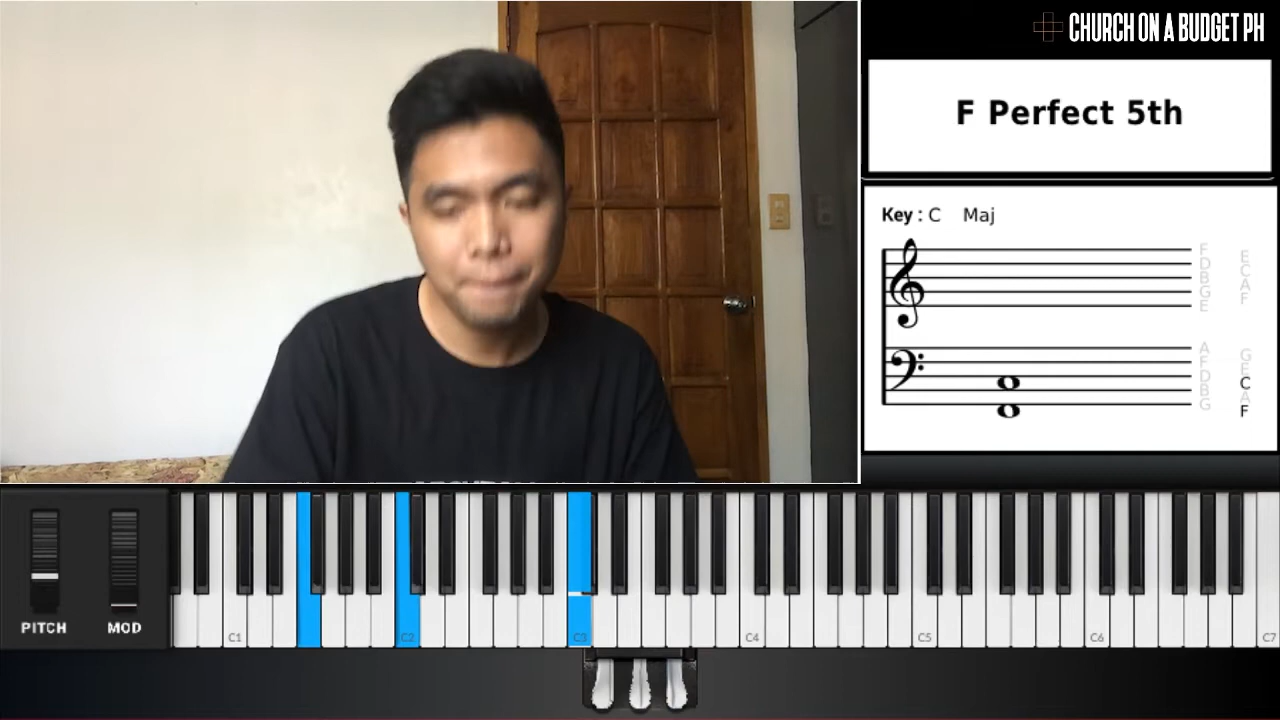 CHURCH ON A BUDGET PH
F Perfect 5th
Key : C Maj
F
D
B
G
E
E
C
A
F
A
F
D
B
G
G
E
C
A
F
PITCH
MOD
C1
C2
C3
C4
C5
C6
C7